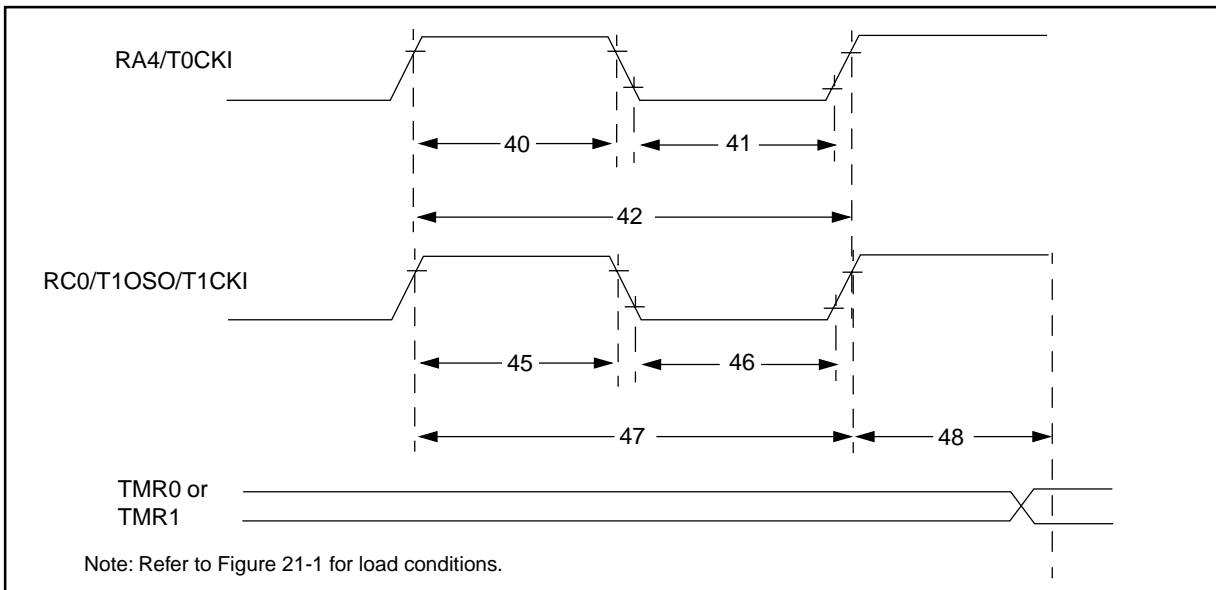 RA4/T0CKI
40
41
42
RC0/T1OSO/T1CKI
45
46
47
48
TMR0 or
TMR1
Note: Refer to Figure 21-1 for load conditions.